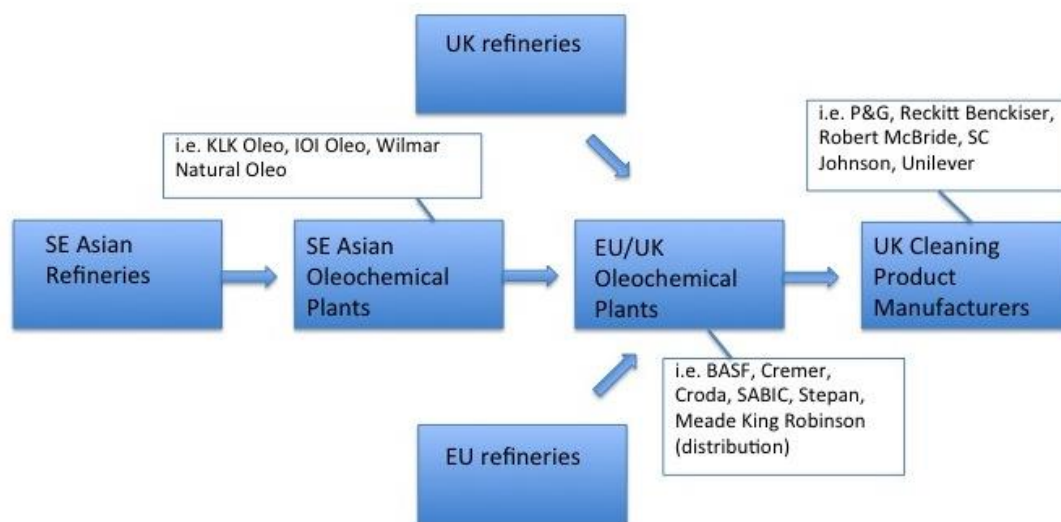 UK refineries
i.e. P&G, Reckitt Benckiser,
Robert McBride, SC
Johnson, Unilever
i.e. KLK Oleo, IOI Oleo, Wilmar
Natural Oleo
SE Asian
Refineries
SE Asian
Oleochemical
Plants
EU/UK
Oleochemical
Plants
UK Cleaning
Product
Manufacturers
i.e. BASF, Cremer,
Croda, SABIC, Stepan,
Meade King Robinson
(distribution)
EU refineries